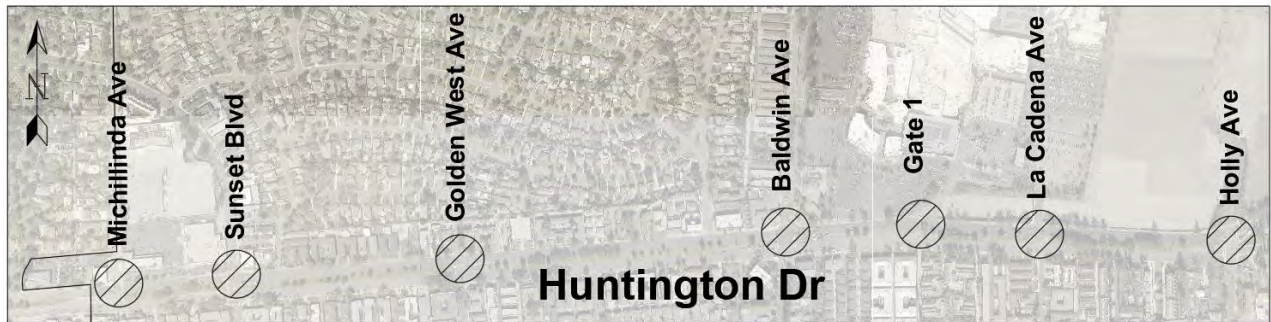 N
Michillinda Ave
Sunset Blvd
Golden West Ave
Baldwin Ave
Gate 1
La Cadena Ave
Holly Ave
Huntington Dr